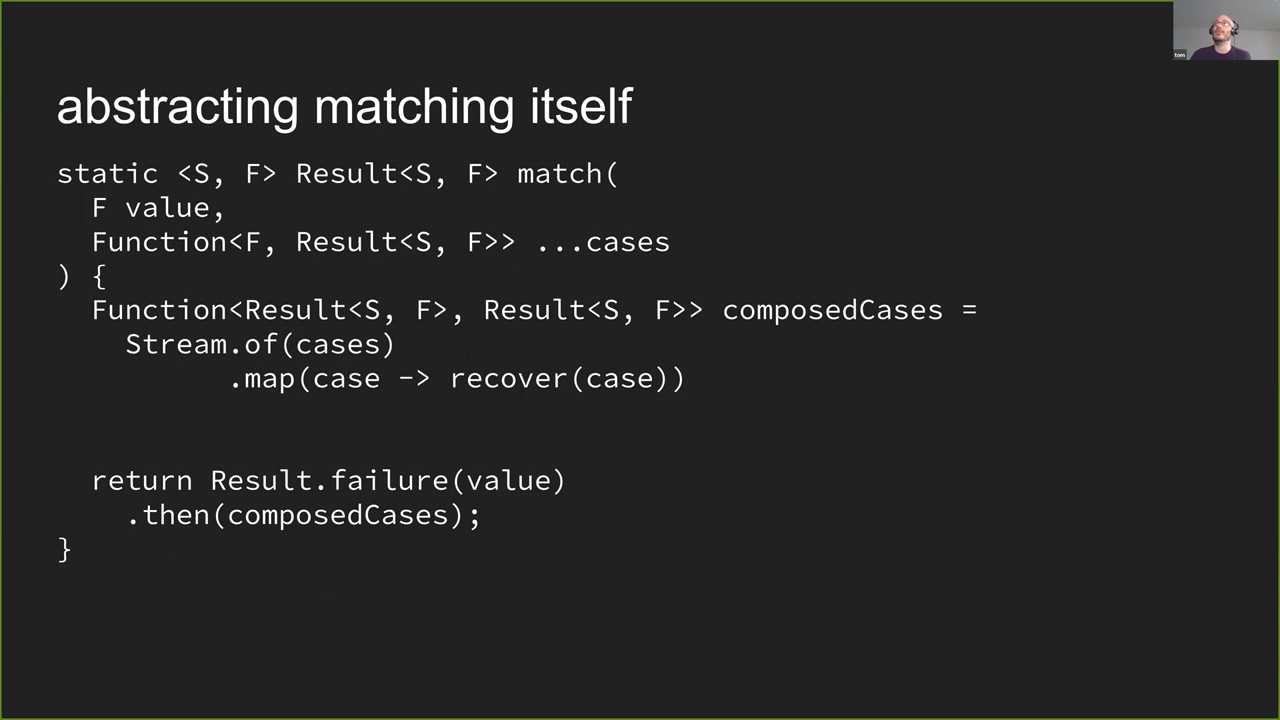 abstracting matching itself
static <S, F> Result<S, F> match(
  F value,
  Function<F, Result<S, F>> ...cases
) {
  Function<Result<S, F>, Result<S, F>> composedCases =
    Stream.of(cases)
          .map(case -> recover(case))
  return Result.failure(value)
    .then(composedCases);
}
tom